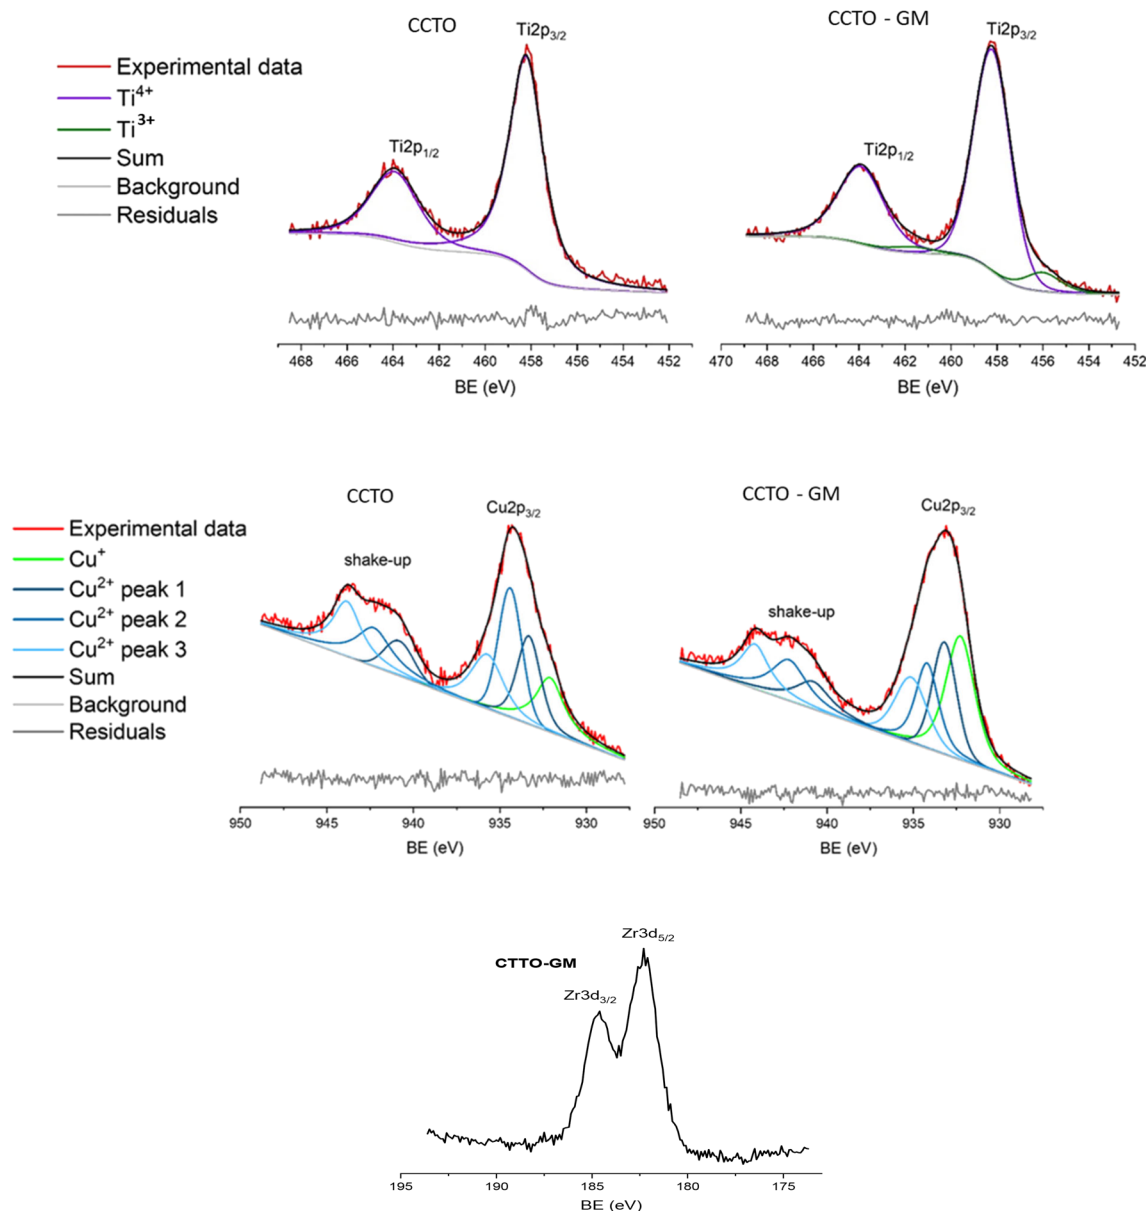 CCTO
CCTO - GM
Experimental data
Ti4+
Ti3+
Sum
Background
Residuals
Ti2p3/2
Ti2p1/2
468 466 464 462 460 458 456 454 452
BE (eV)
Ti2p3/2
Ti2p1/2
470 468 466 464 462 460 458 456 454 452
BE (eV)
CCTO
CCTO - GM
Experimental data
Cu+
Cu2+ peak 1
Cu2+ peak 2
Cu2+ peak 3
Sum
Background
Residuals
Cu2p3/2
shake-up
950 945 940 935 930
BE (eV)
Cu2p3/2
shake-up
950 945 940 935 930
BE (eV)
Zr3d5/2
CTTO-GM
Zr3d3/2
195 190 185 180 175
BE (eV)